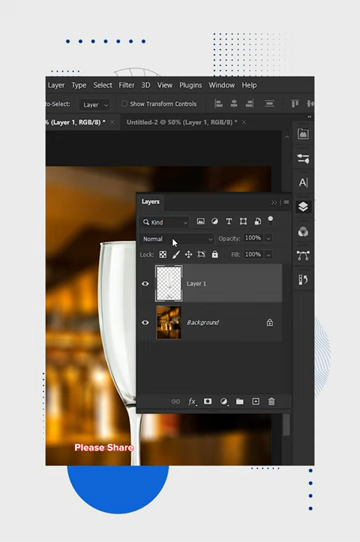 Layer Type Select Filter 3D View Plugins Window Help
to-Select: Layer Show Transform Controls
% (Layer 1, RGB/8) * × Untitled-2 @ 50% (Layer 1, RGB/8) * ×
Layers
Kind
Normal Opacity: 100%
Lock: Fill: 100%
Layer 1
Background
fx
Please Share